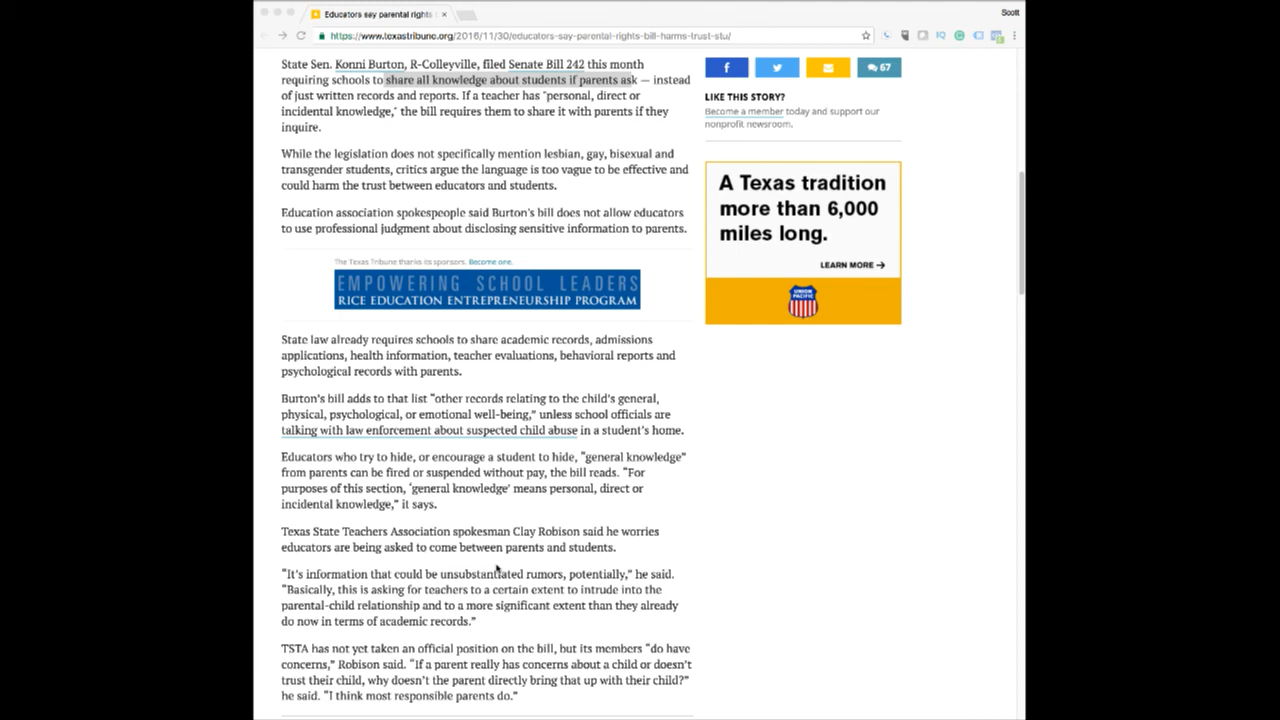 Educators say parental rights
Scott
https://www.texastribune.org/2016/11/30/educators-say-parental-rights-bill-harms-trust-stu/
State Sen. Konni Burton, R-Colleyville, filed Senate Bill 242 this month
requiring schools to share all knowledge about students if parents ask — instead
of just written records and reports. If a teacher has "personal, direct or
incidental knowledge," the bill requires them to share it with parents if they
inquire.
While the legislation does not specifically mention lesbian, gay, bisexual and
transgender students, critics argue the language is too vague to be effective and
could harm the trust between educators and students.
Education association spokespeople said Burton's bill does not allow educators
to use professional judgment about disclosing sensitive information to parents.
The Texas Tribune thanks its sponsors. Become one.
EMPOWERING SCHOOL LEADERS
RICE EDUCATION ENTREPRENEURSHIP PROGRAM
State law already requires schools to share academic records, admissions
applications, health information, teacher evaluations, behavioral reports and
psychological records with parents.
Burton's bill adds to that list “other records relating to the child's general,
physical, psychological, or emotional well-being,” unless school officials are
talking with law enforcement about suspected child abuse in a student's home.
Educators who try to hide, or encourage a student to hide, “general knowledge”
from parents can be fired or suspended without pay, the bill reads. “For
purposes of this section, ‘general knowledge’ means personal, direct or
incidental knowledge,” it says.
Texas State Teachers Association spokesman Clay Robison said he worries
educators are being asked to come between parents and students.
“It's information that could be unsubstantiated rumors, potentially,” he said.
“Basically, this is asking for teachers to a certain extent to intrude into the
parental-child relationship and to a more significant extent than they already
do now in terms of academic records.”
TSTA has not yet taken an official position on the bill, but its members “do have
concerns,” Robison said. “If a parent really has concerns about a child or doesn't
trust their child, why doesn't the parent directly bring that up with their child?”
he said. “I think most responsible parents do.”
67
LIKE THIS STORY?
Become a member today and support our
nonprofit newsroom.
A Texas tradition
more than 6,000
miles long.
LEARN MORE →
UNION
PACIFIC